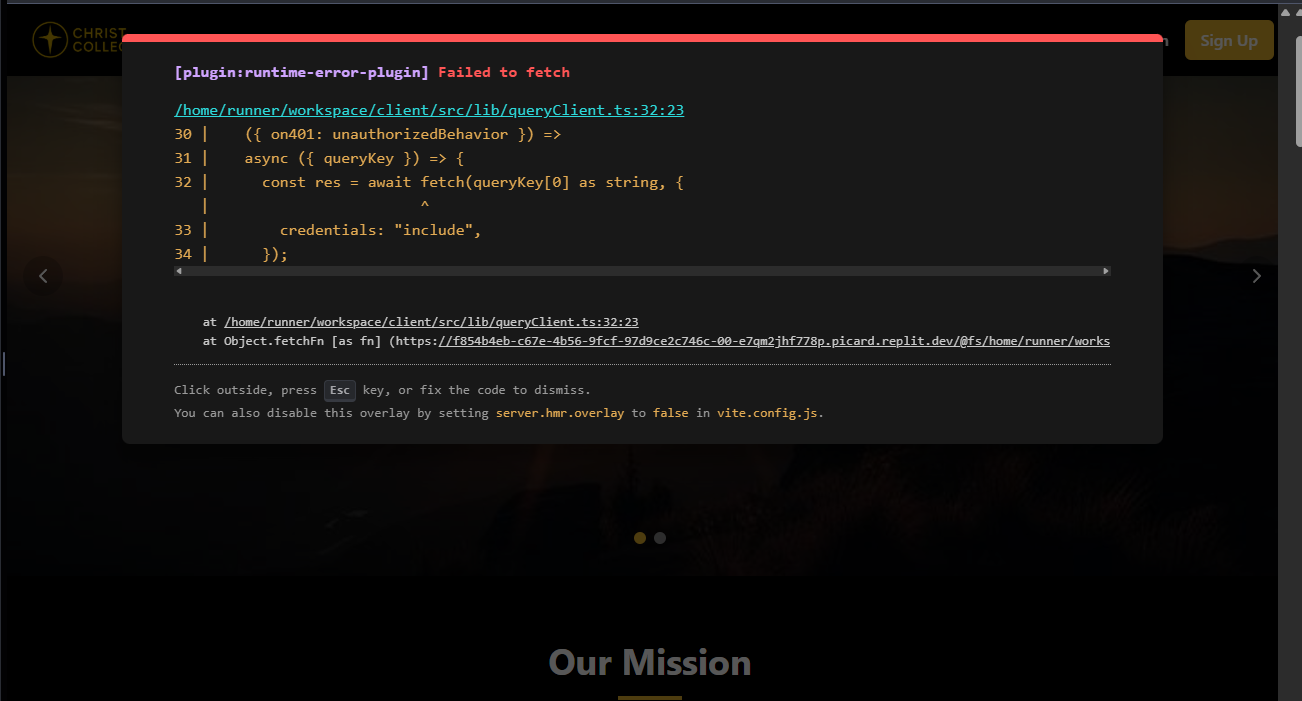 CHRIST
COLLEC
Sign Up
[plugin:runtime-error-plugin] Failed to fetch
/home/runner/workspace/client/src/lib/queryClient.ts:32:23
30 |    ({ on401: unauthorizedBehavior }) =>
31 |    async ({ queryKey }) => {
32 |      const res = await fetch(queryKey[0] as string, {
   |                        ^
33 |        credentials: "include",
34 |      });
at /home/runner/workspace/client/src/lib/queryClient.ts:32:23
at Object.fetchFn [as fn] (https://f854b4eb-c67e-4b56-9fcf-97d9ce2c746c-00-e7qm2jhf778p.picard.replit.dev/@fs/home/runner/works
Click outside, press Esc key, or fix the code to dismiss.
You can also disable this overlay by setting server.hmr.overlay to false in vite.config.js.
Our Mission